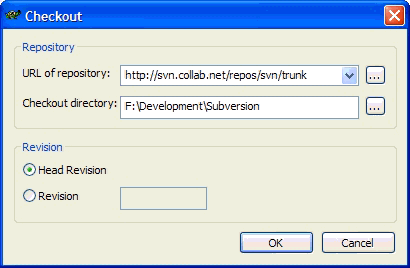 Checkout
Repository
URL of repository: http://svn.collab.net/repos/svn/trunk ...
Checkout directory: F:\Development\Subversion ...
Revision
Head Revision
Revision
OK Cancel